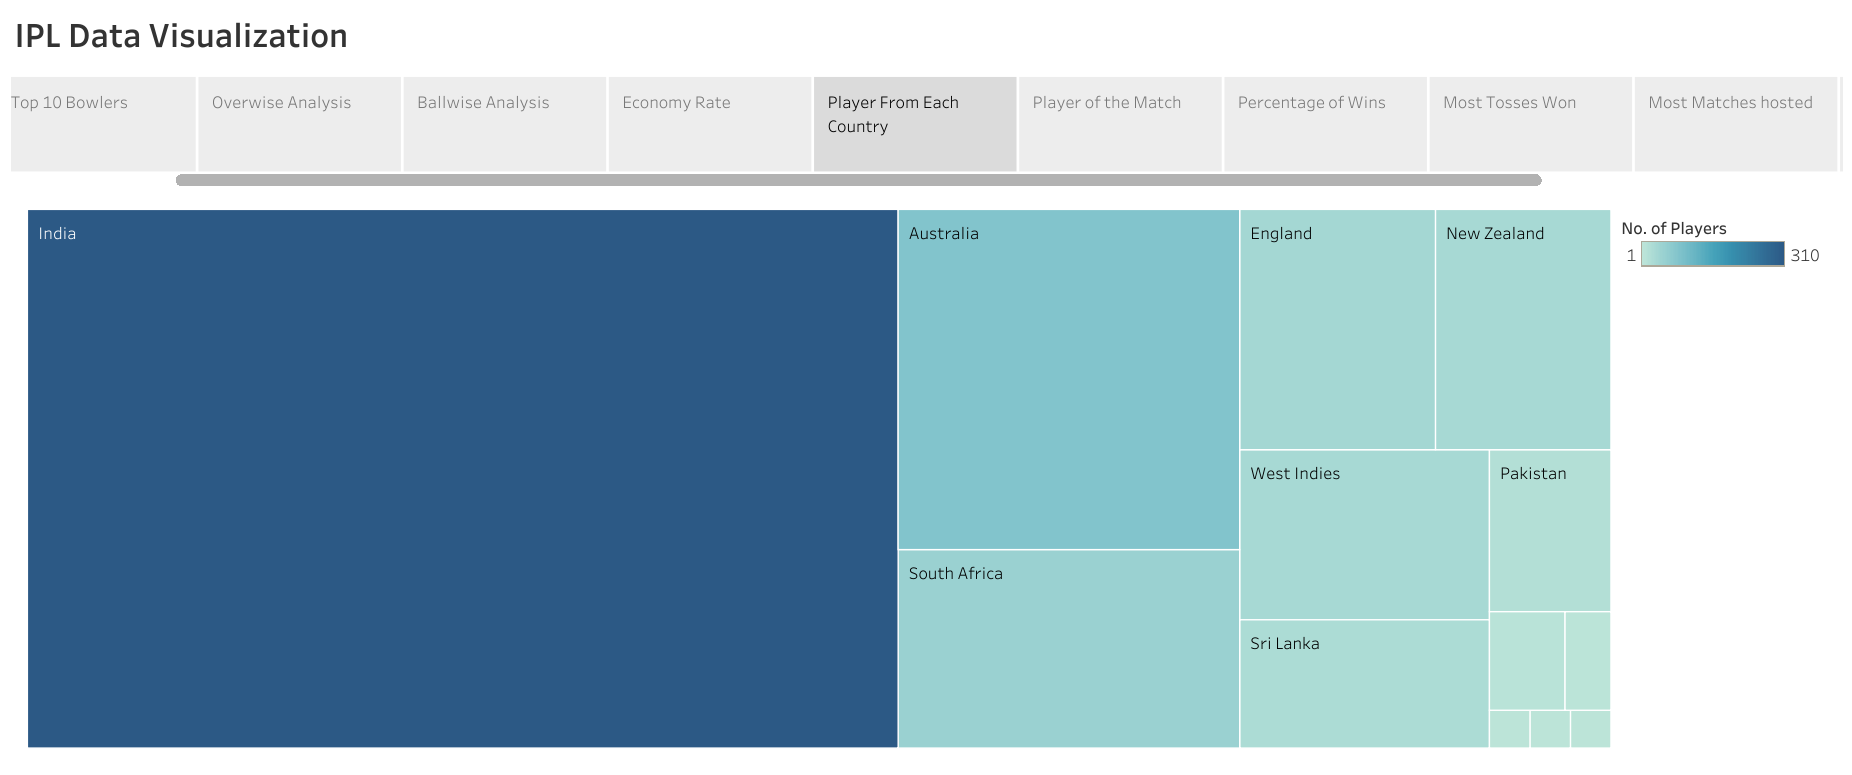 IPL Data Visualization
Top 10 Bowlers
Overwise Analysis
Ballwise Analysis
Economy Rate
Player From Each
Country
Player of the Match
Percentage of Wins
Most Tosses Won
Most Matches hosted
India
Australia
England
New Zealand
No. of Players
1
310
West Indies
Pakistan
South Africa
Sri Lanka